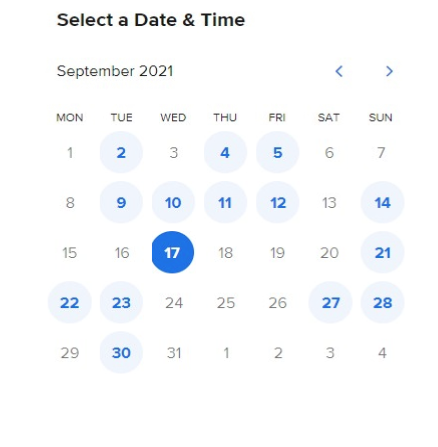 Select a Date & Time
September 2021
MON TUE WED THU FRI SAT SUN
1 2 3 4 5 6 7
8 9 10 11 12 13 14
15 16 17 18 19 20 21
22 23 24 25 26 27 28
29 30 31 1 2 3 4